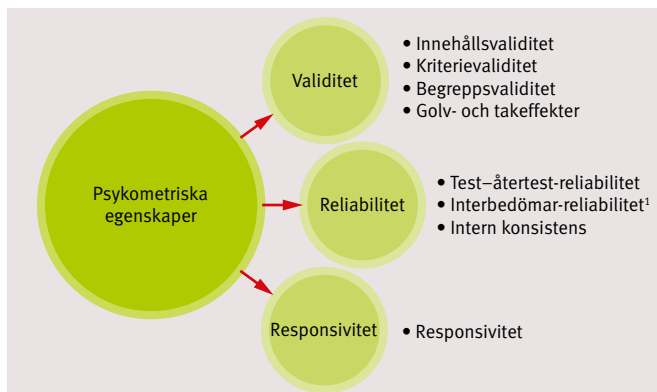 Psykometriska
egenskaper
Validitet
• Innehållsvaliditet
• Kriterievaliditet
• Begreppsvaliditet
• Golv- och takeffekter
Reliabilitet
• Test–återtest-reliabilitet
• Interbedömar-reliabilitet¹
• Intern konsistens
Responsivitet
• Responsivitet